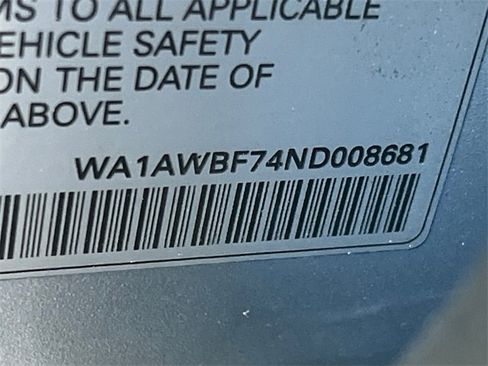 MS TO ALL APPLICABLE
EHICLE SAFETY
ON THE DATE OF
ABOVE.
WA1AWBF74ND008681